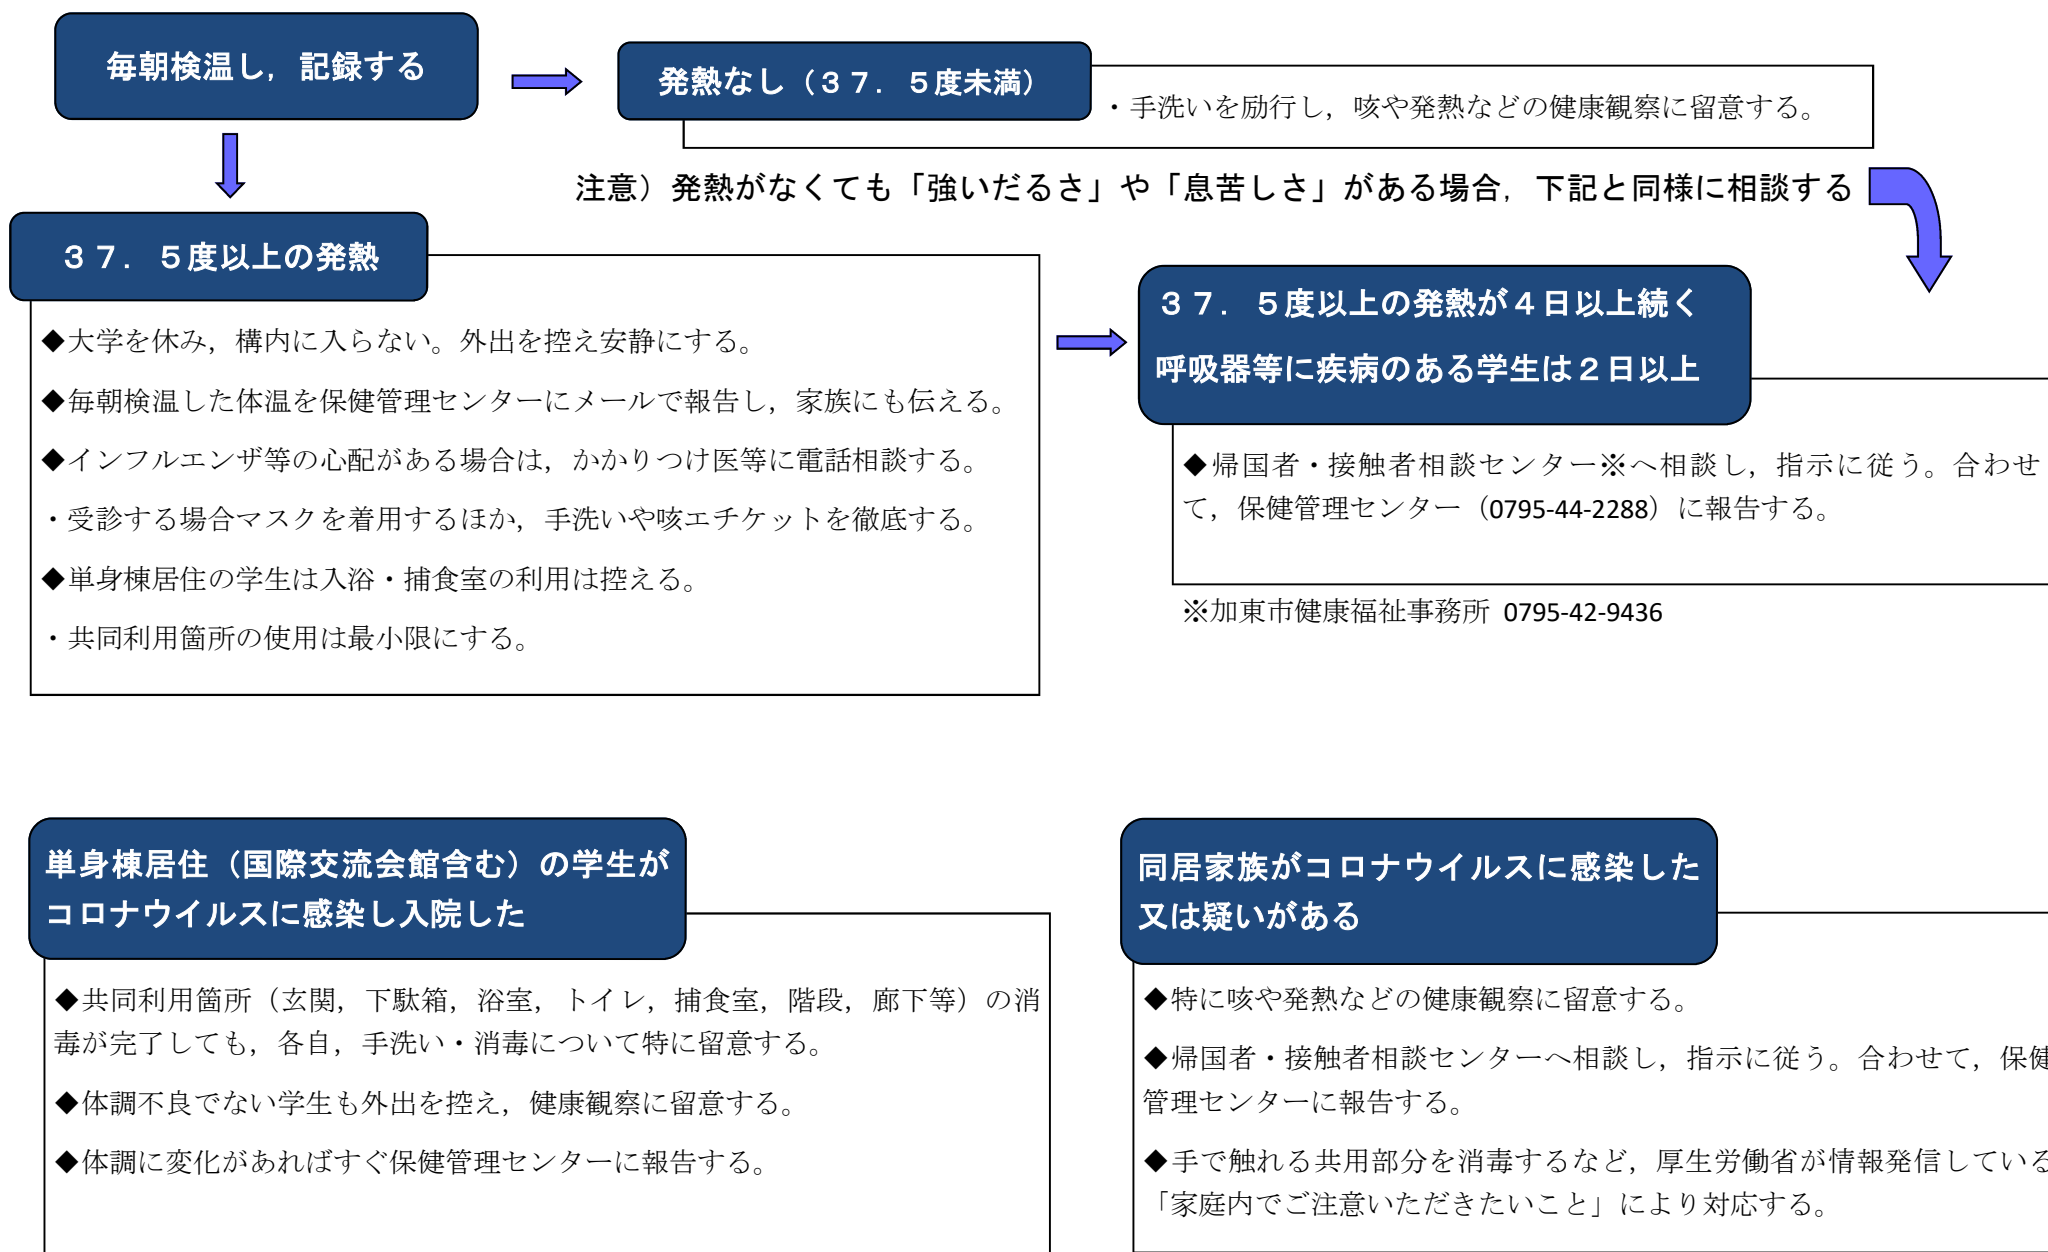 毎朝検温し，記録する
発熱なし（３７．５度未満）
・手洗いを励行し，咳や発熱などの健康観察に留意する。
注意）発熱がなくても「強いだるさ」や「息苦しさ」がある場合，下記と同様に相談する
３７．５度以上の発熱
◆大学を休み，構内に入らない。外出を控え安静にする。
◆毎朝検温した体温を保健管理センターにメールで報告し，家族にも伝える。
◆インフルエンザ等の心配がある場合は，かかりつけ医等に電話相談する。
・受診する場合マスクを着用するほか，手洗いや咳エチケットを徹底する。
◆単身棟居住の学生は入浴・捕食室の利用は控える。
・共同利用箇所の使用は最小限にする。
３７．５度以上の発熱が４日以上続く
呼吸器等に疾病のある学生は２日以上
◆帰国者・接触者相談センター※へ相談し，指示に従う。合わせ
て，保健管理センター（0795-44-2288）に報告する。
※加東市健康福祉事務所 0795-42-9436
単身棟居住（国際交流会館含む）の学生が
コロナウイルスに感染し入院した
◆共同利用箇所（玄関，下駄箱，浴室，トイレ，捕食室，階段，廊下等）の消
毒が完了しても，各自，手洗い・消毒について特に留意する。
◆体調不良でない学生も外出を控え，健康観察に留意する。
◆体調に変化があればすぐ保健管理センターに報告する。
同居家族がコロナウイルスに感染した
又は疑いがある
◆特に咳や発熱などの健康観察に留意する。
◆帰国者・接触者相談センターへ相談し，指示に従う。合わせて，保健
管理センターに報告する。
◆手で触れる共用部分を消毒するなど，厚生労働省が情報発信している
「家庭内でご注意いただきたいこと」により対応する。